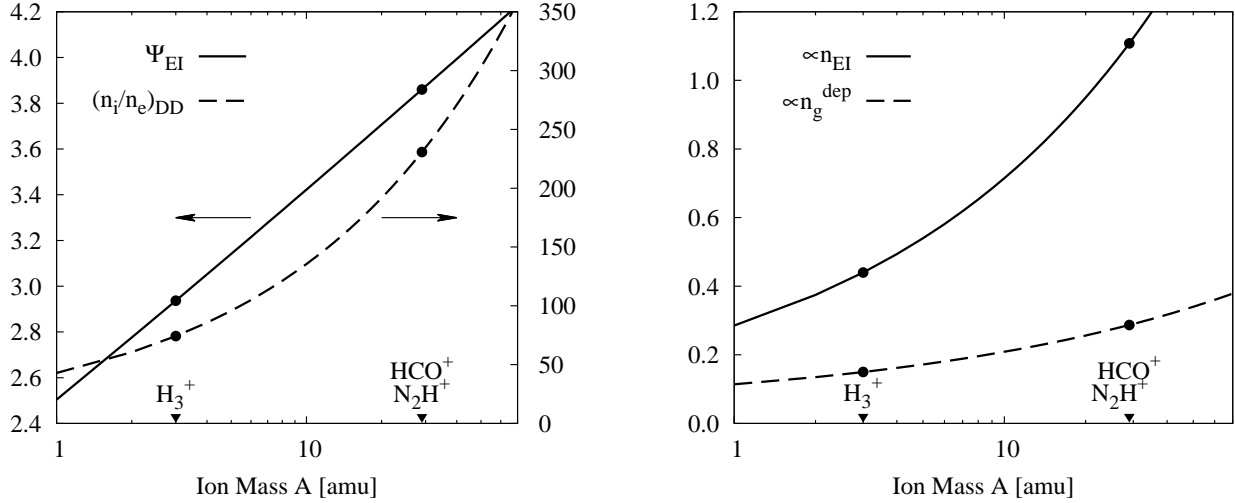 4.2
4.0
3.8
3.6
3.4
3.2
3.0
2.8
2.6
2.4
350
300
250
200
150
100
50
0
Ψ_EI
(n_i/n_e)_DD
H_3^+
HCO^+
N_2H^+
1
10
Ion Mass A [amu]
1.2
1.0
0.8
0.6
0.4
0.2
0.0
∝n_EI
∝n_g^dep
H_3^+
HCO^+
N_2H^+
1
10
Ion Mass A [amu]